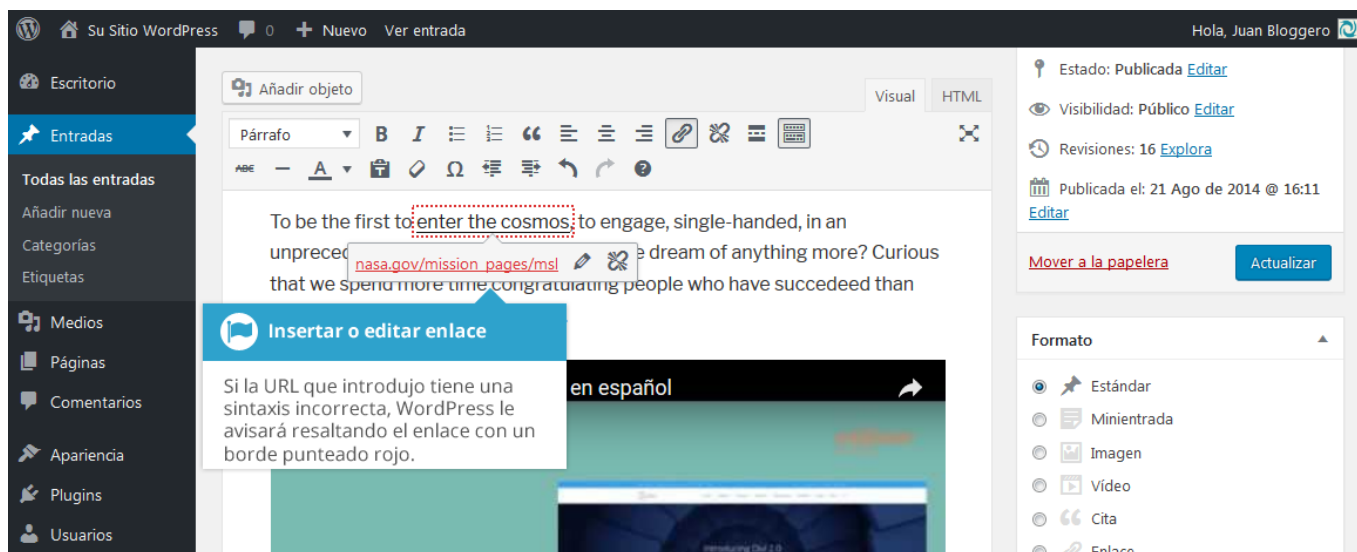 Su Sitio WordPress 0 Nuevo Ver entrada Hola, Juan Bloggero
Escritorio
Entradas
Todas las entradas
Añadir nueva
Categorías
Etiquetas
Medios
Páginas
Comentarios
Apariencia
Plugins
Usuarios
Añadir objeto
Visual HTML
Párrafo B I
ABC A Ω
To be the first to enter the cosmos, to engage, single-handed, in an
unpreced e dream of anything more? Curious
nasa.gov/mission_pages/msl
that we spend more time congratulating people who have succedeed than
Insertar o editar enlace
Si la URL que introdujo tiene una
sintaxis incorrecta, WordPress le
avisará resaltando el enlace con un
borde punteado rojo.
en español
Estado: Publicada Editar
Visibilidad: Público Editar
Revisiones: 16 Explora
Publicada el: 21 Ago de 2014 @ 16:11
Editar
Mover a la papelera Actualizar
Formato
Estándar
Minientrada
Imagen
Vídeo
Cita
Enlace